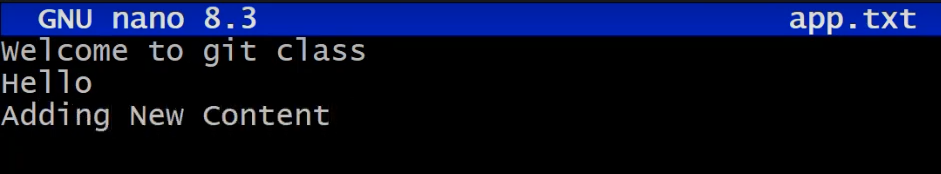 GNU nano 8.3 app.txt
Welcome to git class
Hello
Adding New Content